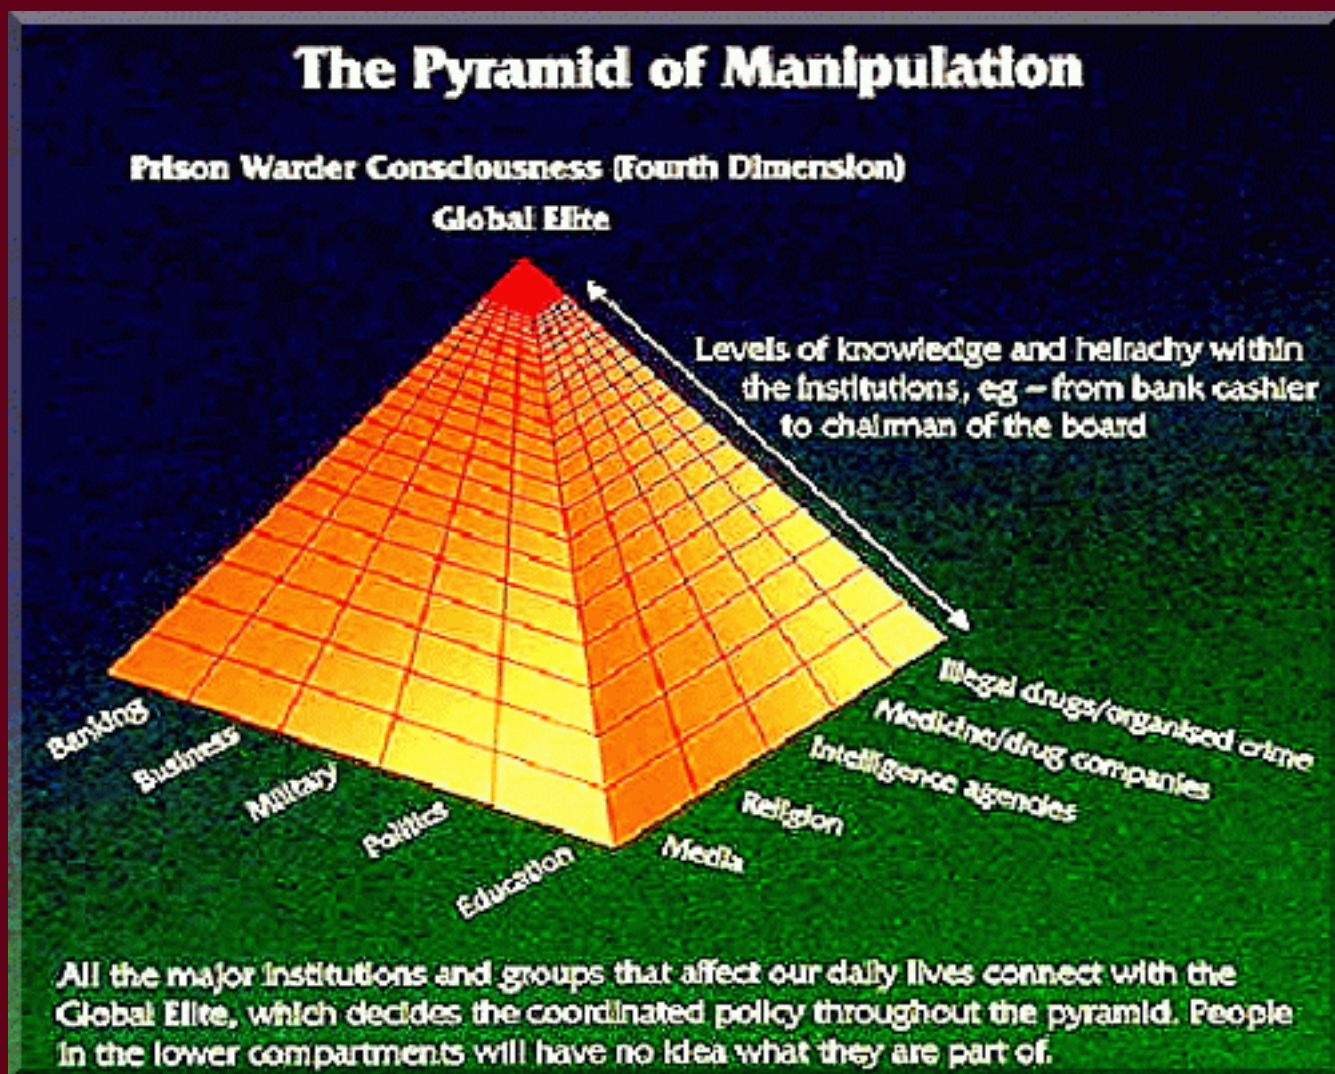 The Pyramid of Manipulation
Prison Warder Consciousness (Fourth Dimension)
Global Elite
Levels of knowledge and heirachy within
the institutions, eg – from bank cashier
to chairman of the board
Banking
Business
Military
Politics
Education
Media
Religion
Intelligence agencies
Medicine/drug companies
Illegal drugs/organised crime
All the major institutions and groups that affect our daily lives connect with the
Global Elite, which decides the coordinated policy throughout the pyramid. People
in the lower compartments will have no idea what they are part of.